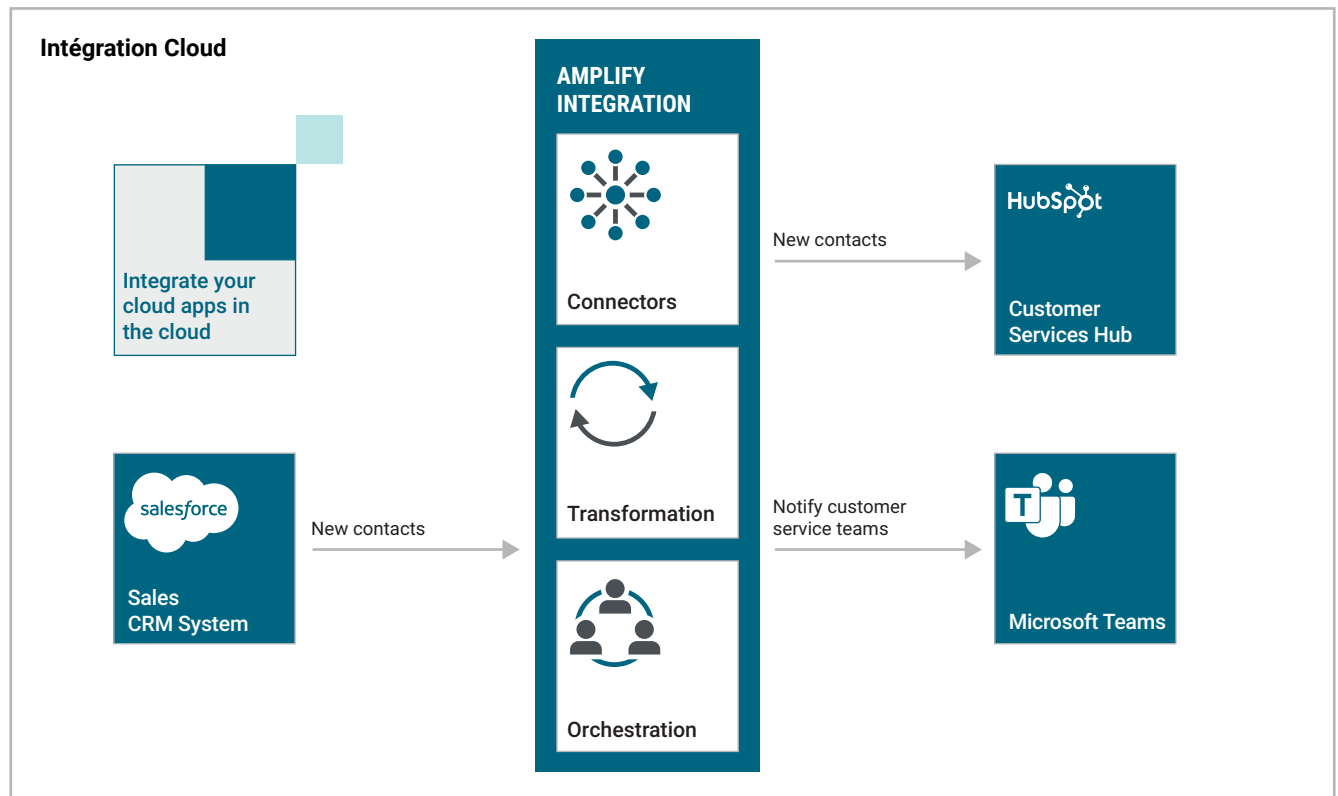 Intégration Cloud
Integrate your
cloud apps in
the cloud
salesforce
Sales
CRM System
New contacts
AMPLIFY
INTEGRATION
Connectors
Transformation
Orchestration
New contacts
HubSpot
Customer
Services Hub
Notify customer
service teams
T
Microsoft Teams